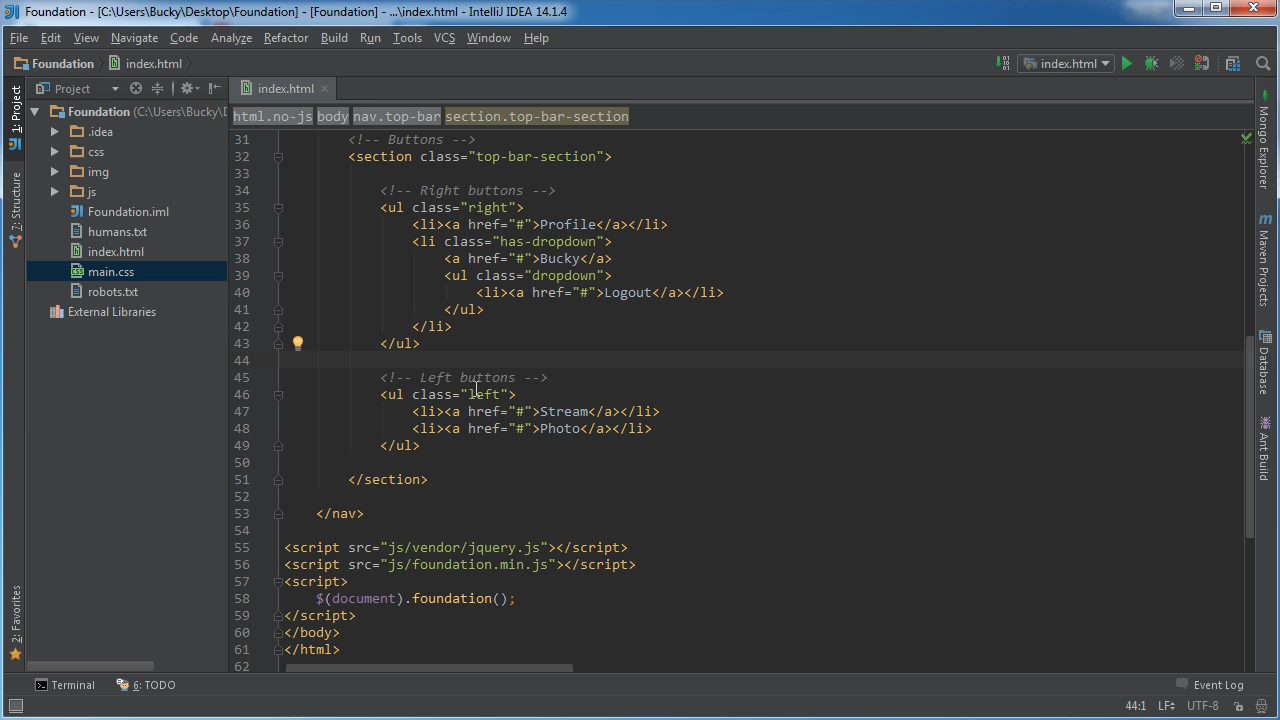 Foundation - [C:\Users\Bucky\Desktop\Foundation] - [Foundation] - ...\index.html - IntelliJ IDEA 14.1.4
File Edit View Navigate Code Analyze Refactor Build Run Tools VCS Window Help
Foundation index.html index.html
Project index.html
html.no-js body nav.top-bar section.top-bar-section
1: Project
7: Structure
2: Favorites
Foundation (C:\Users\Bucky\
.idea
css
img
js
Foundation.iml
humans.txt
index.html
main.css
robots.txt
External Libraries
31 <!-- Buttons -->
32 <section class="top-bar-section">
33
34 <!-- Right buttons -->
35 <ul class="right">
36 <li><a href="#">Profile</a></li>
37 <li class="has-dropdown">
38 <a href="#">Bucky</a>
39 <ul class="dropdown">
40 <li><a href="#">Logout</a></li>
41 </ul>
42 </li>
43 </ul>
44
45 <!-- Left buttons -->
46 <ul class="left">
47 <li><a href="#">Stream</a></li>
48 <li><a href="#">Photo</a></li>
49 </ul>
50
51 </section>
52
53 </nav>
54
55 <script src="js/vendor/jquery.js"></script>
56 <script src="js/foundation.min.js"></script>
57 <script>
58 $(document).foundation();
59 </script>
60 </body>
61 </html>
62
Mongo Explorer
Maven Projects
Database
Ant Build
Terminal 6: TODO Event Log
44:1 LF UTF-8